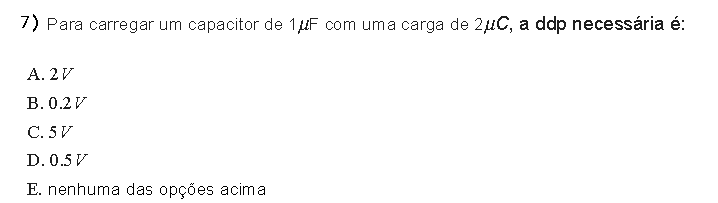 7) Para carregar um capacitor de 1μF com uma carga de 2μC, a ddp necessária é:
A. 2V
B. 0.2V
C. 5V
D. 0.5V
E. nenhuma das opções acima